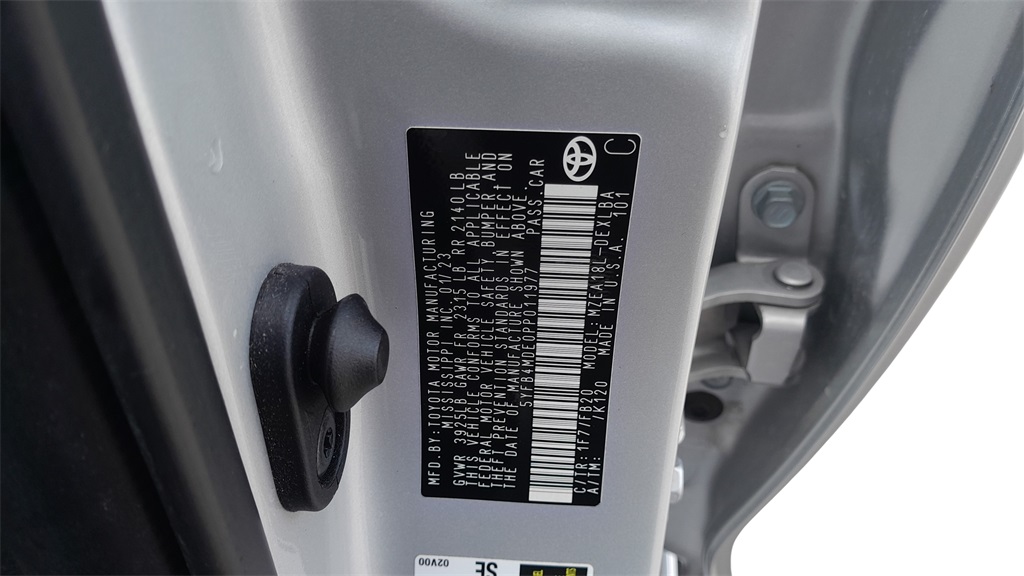 MFD.BY:TOYOTA MOTOR MANUFACTURING
MISSISSIPPI INC. 01/23
GVWR 3925LB GAWR FR 2315 LB RR 2140LB
THIS VEHICLE CONFORMS TO ALL APPLICABLE
FEDERAL MOTOR VEHICLE SAFETY BUMPER AND
THEFT PREVENTION STANDARDS IN EFFECT ON
THE DATE OF MANUFACTURE SHOWN ABOVE.
5YFB4MDE0PP011977 PASS.CAR
C/TR:1F7/FB20 MODEL:MZEA18L-DEXLBA
A/TM: /K120 MADE IN U.S.A. 101
C
02V00
SE